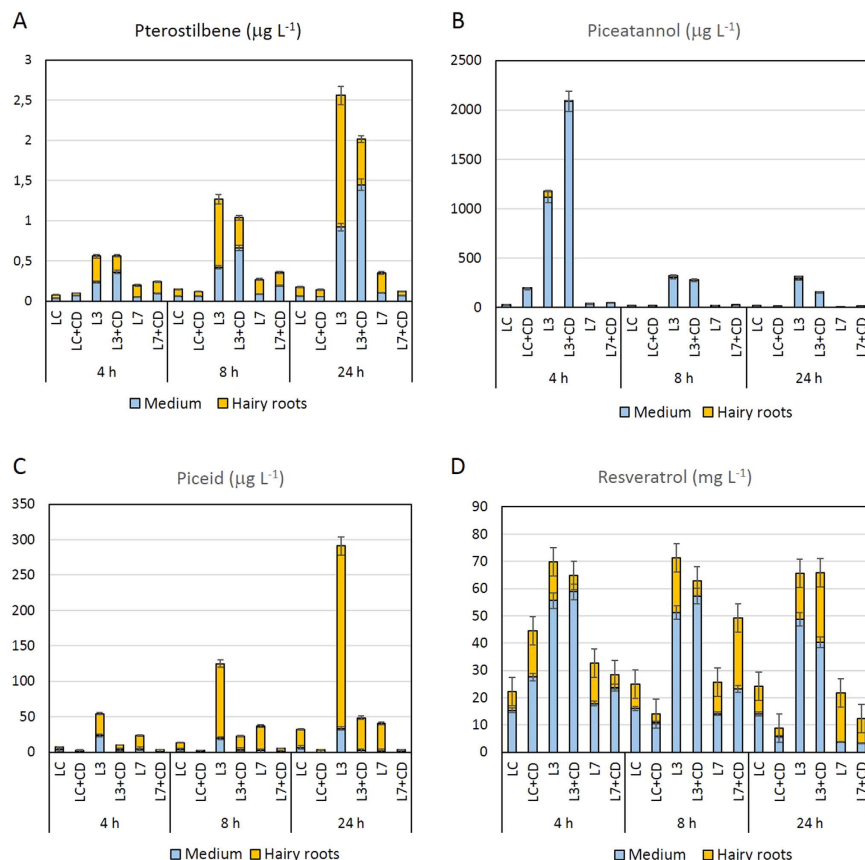 A
Pterostilbene (µg L-1)
3
2,5
2
1,5
1
0,5
0
LC
LC+CD
L3
L3+CD
L7
L7+CD
LC
LC+CD
L3
L3+CD
L7
L7+CD
LC
LC+CD
L3
L3+CD
L7
L7+CD
4 h 8 h 24 h
Medium Hairy roots
B
Piceatannol (µg L-1)
2500
2000
1500
1000
500
0
LC
LC+CD
L3
L3+CD
L7
L7+CD
LC
LC+CD
L3
L3+CD
L7
L7+CD
LC
LC+CD
L3
L3+CD
L7
L7+CD
4 h 8 h 24 h
Medium Hairy roots
C
Piceid (µg L-1)
350
300
250
200
150
100
50
0
LC
LC+CD
L3
L3+CD
L7
L7+CD
LC
LC+CD
L3
L3+CD
L7
L7+CD
LC
LC+CD
L3
L3+CD
L7
L7+CD
4 h 8 h 24 h
Medium Hairy roots
D
Resveratrol (mg L-1)
90
80
70
60
50
40
30
20
10
0
LC
LC+CD
L3
L3+CD
L7
L7+CD
LC
LC+CD
L3
L3+CD
L7
L7+CD
LC
LC+CD
L3
L3+CD
L7
L7+CD
4 h 8 h 24 h
Medium Hairy roots